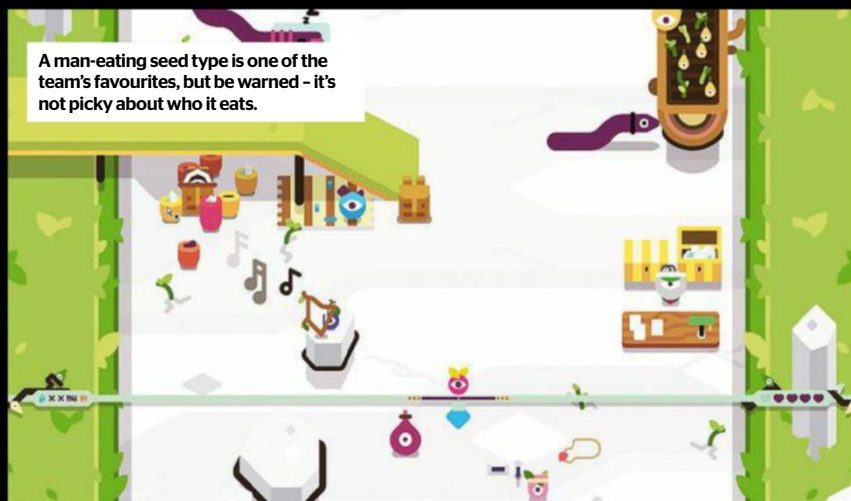 A man-eating seed type is one of the
team's favourites, but be warned – it's
not picky about who it eats.